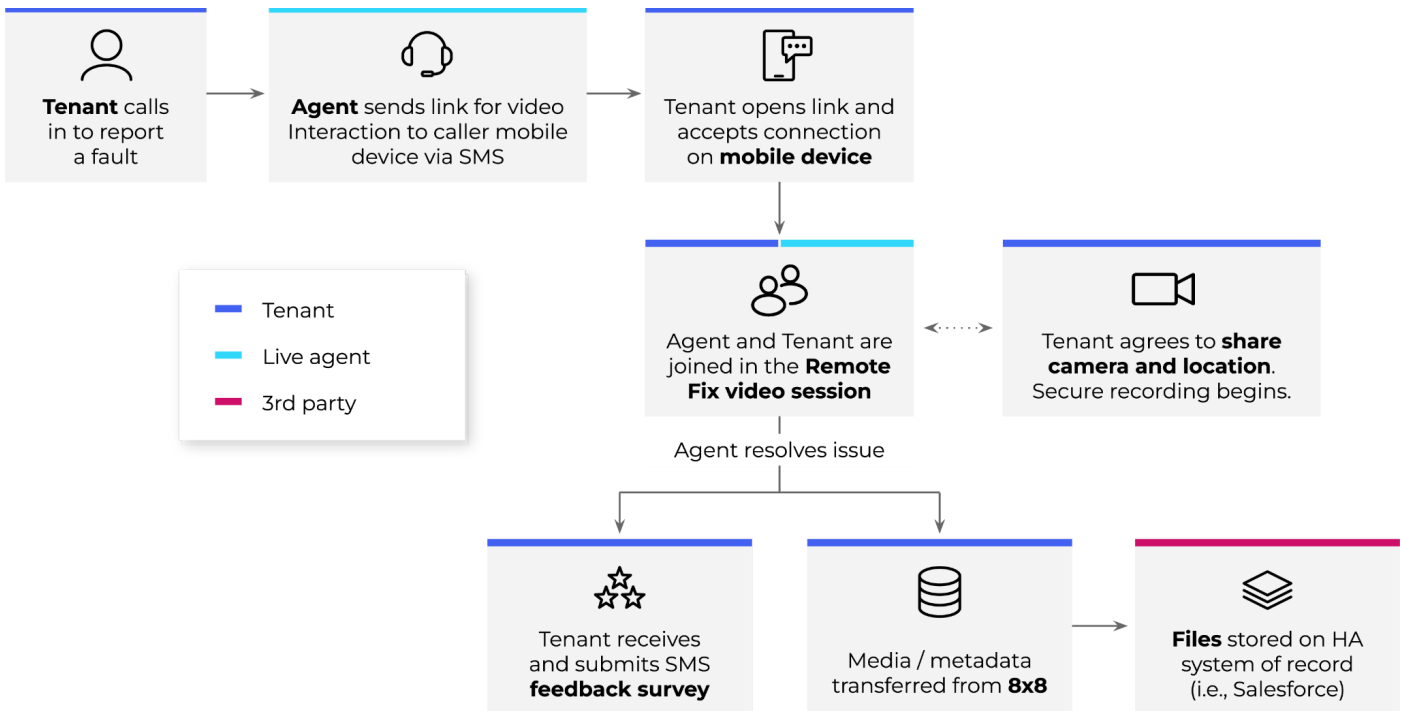 Tenant calls
in to report
a fault
Agent sends link for video
Interaction to caller mobile
device via SMS
Tenant opens link and
accepts connection
on mobile device
Tenant
Live agent
3rd party
Agent and Tenant are
joined in the Remote
Fix video session
Tenant agrees to share
camera and location.
Secure recording begins.
Agent resolves issue
Tenant receives
and submits SMS
feedback survey
Media / metadata
transferred from 8x8
Files stored on HA
system of record
(i.e., Salesforce)